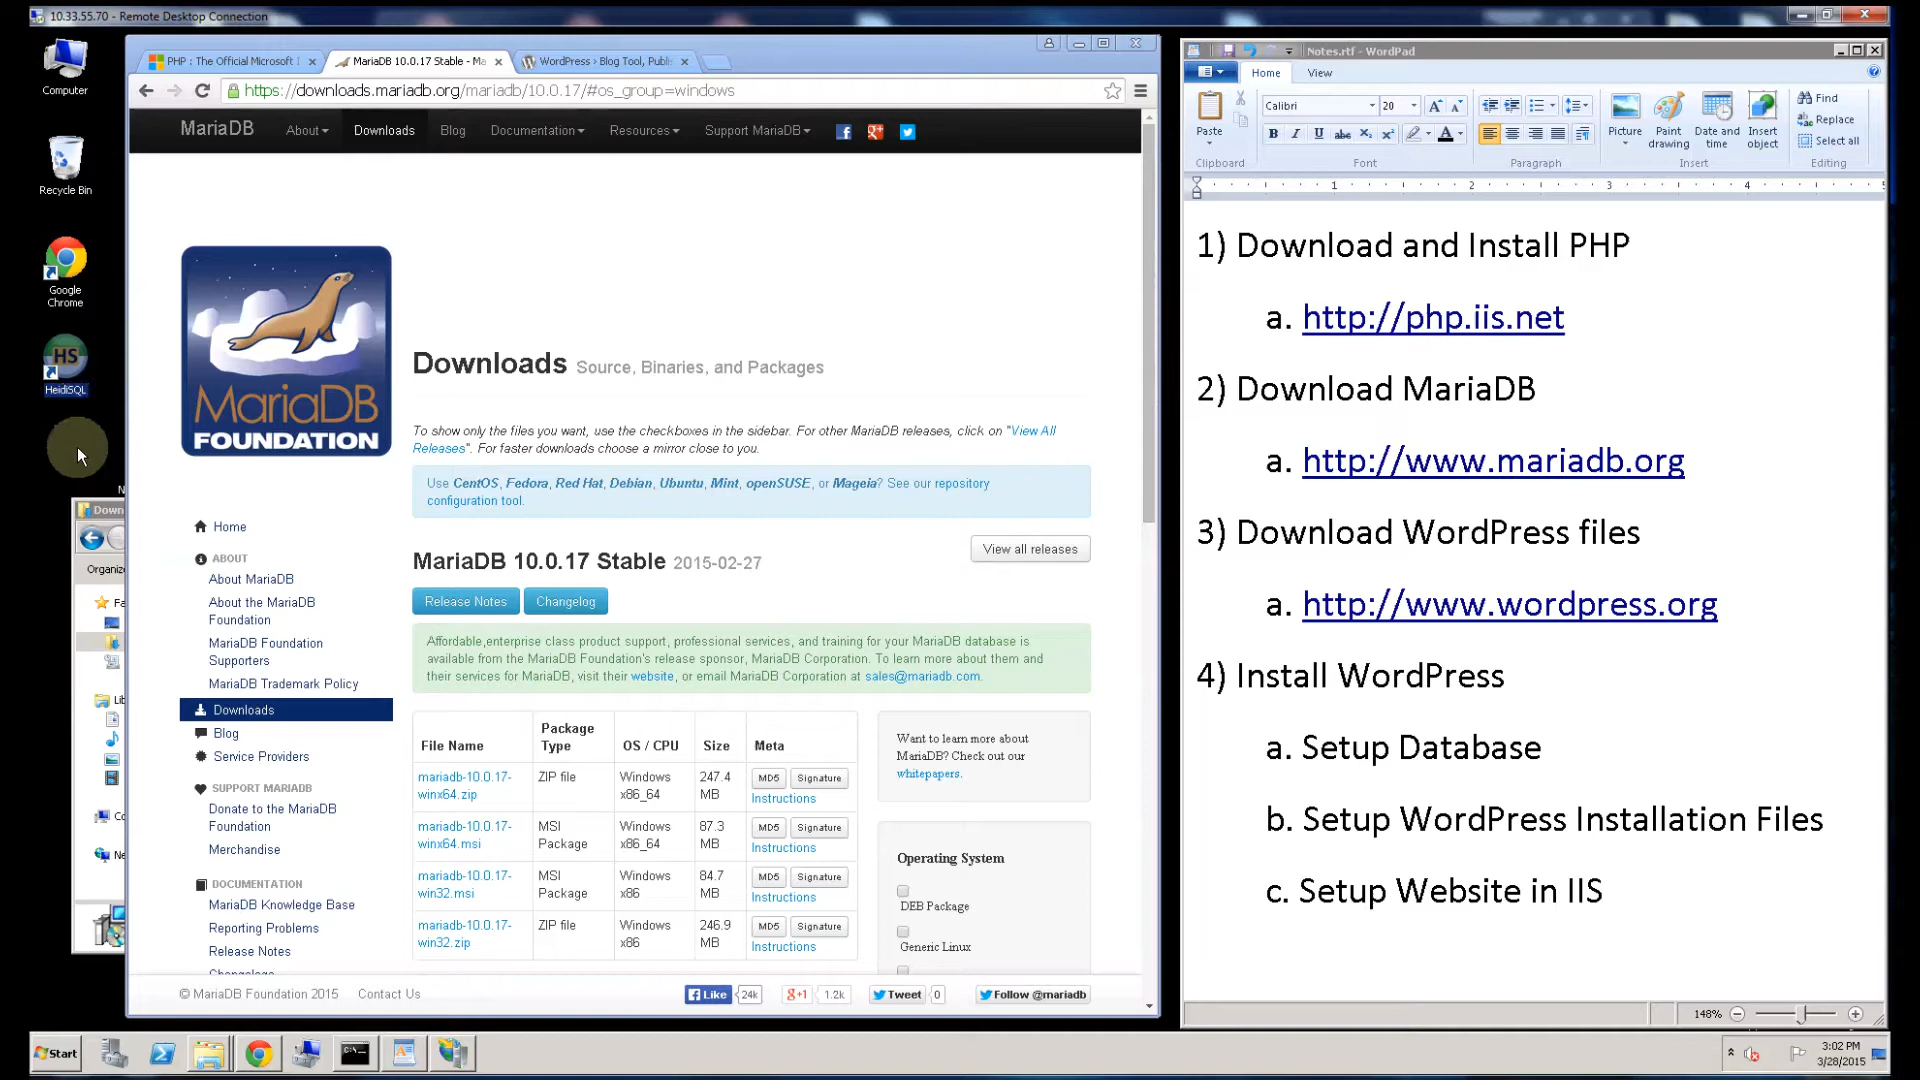 10.33.55.70 - Remote Desktop Connection
Computer
Recycle Bin
Google
Chrome
HS
HeidiSQL
PHP : The Official Microsoft I
MariaDB 10.0.17 Stable - Ma
WordPress › Blog Tool, Publis
https://downloads.mariadb.org/mariadb/10.0.17/#os_group=windows
MariaDB
About
Downloads
Blog
Documentation
Resources
Support MariaDB
MariaDB
FOUNDATION
Downloads Source, Binaries, and Packages
To show only the files you want, use the checkboxes in the sidebar. For other MariaDB releases, click on "View All
Releases". For faster downloads choose a mirror close to you.
Use CentOS, Fedora, Red Hat, Debian, Ubuntu, Mint, openSUSE, or Mageia? See our repository
configuration tool.
View all releases
MariaDB 10.0.17 Stable 2015-02-27
Release Notes
Changelog
Affordable,enterprise class product support, professional services, and training for your MariaDB database is
available from the MariaDB Foundation's release sponsor, MariaDB Corporation. To learn more about them and
their services for MariaDB, visit their website, or email MariaDB Corporation at sales@mariadb.com.
Home
ABOUT
About MariaDB
About the MariaDB
Foundation
MariaDB Foundation
Supporters
MariaDB Trademark Policy
Downloads
Blog
Service Providers
SUPPORT MARIADB
Donate to the MariaDB
Foundation
Merchandise
DOCUMENTATION
MariaDB Knowledge Base
Reporting Problems
Release Notes
Changelogs
File Name
Package
Type
OS / CPU
Size
Meta
mariadb-10.0.17-
winx64.zip
ZIP file
Windows
x86_64
247.4
MB
MD5
Signature
Instructions
mariadb-10.0.17-
winx64.msi
MSI
Package
Windows
x86_64
87.3
MB
MD5
Signature
Instructions
mariadb-10.0.17-
win32.msi
MSI
Package
Windows
x86
84.7
MB
MD5
Signature
Instructions
mariadb-10.0.17-
win32.zip
ZIP file
Windows
x86
246.9
MB
MD5
Signature
Instructions
Want to learn more about
MariaDB? Check out our
whitepapers.
Operating System
DEB Package
Generic Linux
© MariaDB Foundation 2015
Contact Us
Like
24k
+1
1.2k
Tweet
0
Follow @mariadb
Down
Organiz
Fa
Lib
Co
Ne
Notes.rtf - WordPad
Home
View
Paste
Clipboard
Calibri
20
Font
Paragraph
Picture
Paint
drawing
Date and
time
Insert
object
Insert
Find
Replace
Select all
Editing
1
2
3
4
5
1) Download and Install PHP
a. http://php.iis.net
2) Download MariaDB
a. http://www.mariadb.org
3) Download WordPress files
a. http://www.wordpress.org
4) Install WordPress
a. Setup Database
b. Setup WordPress Installation Files
c. Setup Website in IIS
148%
Start
3:02 PM
3/28/2015